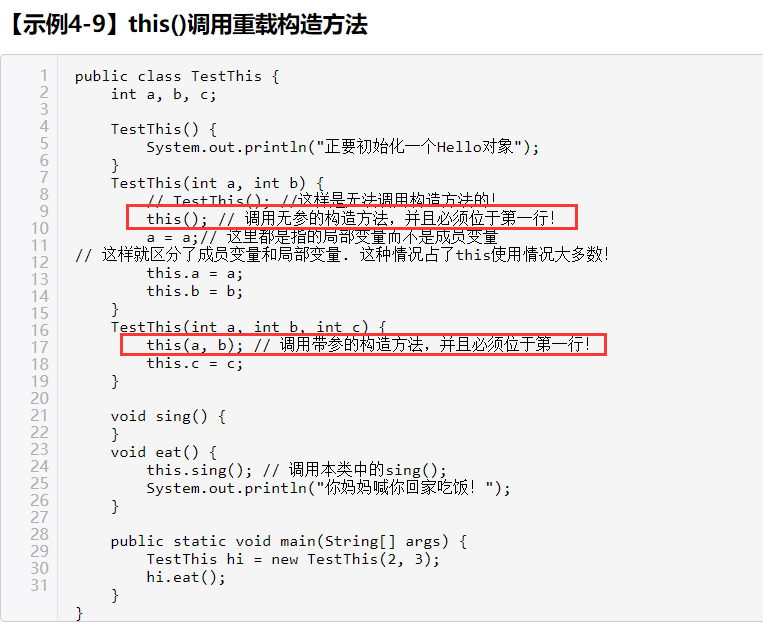 【示例4-9】this()调用重载构造方法
1 public class TestThis {
2 int a, b, c;
3
4 TestThis() {
5 System.out.println("正要初始化一个Hello对象");
6 }
7 TestThis(int a, int b) {
8 // TestThis(); //这样是无法调用构造方法的!
9 this(); // 调用无参的构造方法，并且必须位于第一行!
10 a = a;// 这里都是指的局部变量而不是成员变量
11 // 这样就区分了成员变量和局部变量. 这种情况占了this使用情况大多数!
12 this.a = a;
13 this.b = b;
14 }
15 TestThis(int a, int b, int c) {
16 this(a, b); // 调用带参的构造方法，并且必须位于第一行!
17 this.c = c;
18 }
19
20 void sing() {
21 }
22 void eat() {
23 this.sing(); // 调用本类中的sing();
24 System.out.println("你妈妈喊你回家吃饭! ");
25 }
26
27 public static void main(String[] args) {
28 TestThis hi = new TestThis(2, 3);
29 hi.eat();
30 }
31 }